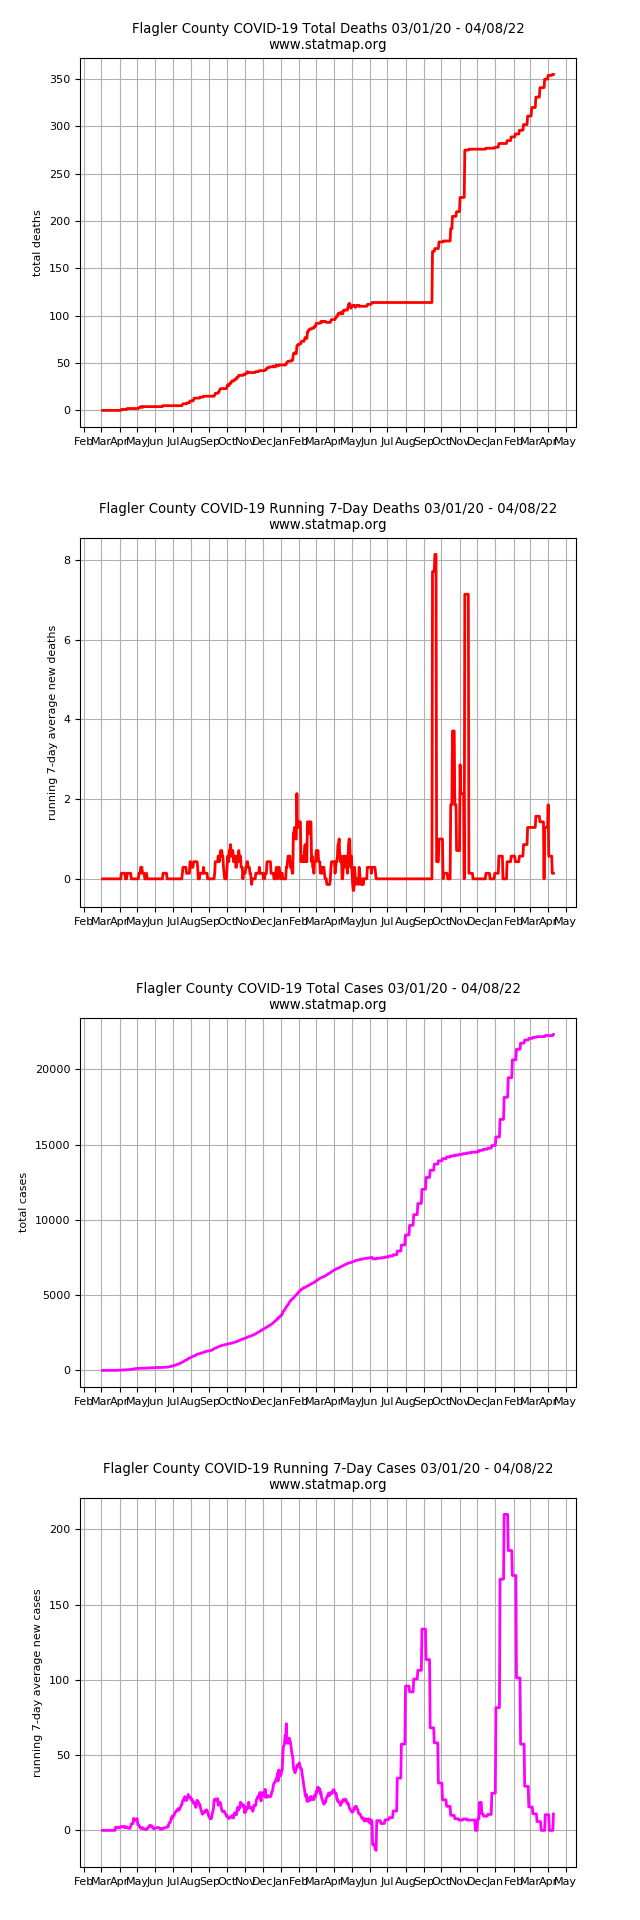 Flagler County COVID-19 Total Deaths 03/01/20 - 04/08/22
www.statmap.org
350
300
250
200
150
100
50
0
total deaths
Feb Mar Apr May Jun Jul Aug Sep Oct Nov Dec Jan Feb Mar Apr May Jun Jul Aug Sep Oct Nov Dec Jan Feb Mar Apr May
Flagler County COVID-19 Running 7-Day Deaths 03/01/20 - 04/08/22
www.statmap.org
8
6
4
2
0
running 7-day average new deaths
Feb Mar Apr May Jun Jul Aug Sep Oct Nov Dec Jan Feb Mar Apr May Jun Jul Aug Sep Oct Nov Dec Jan Feb Mar Apr May
Flagler County COVID-19 Total Cases 03/01/20 - 04/08/22
www.statmap.org
20000
15000
10000
5000
0
total cases
Feb Mar Apr May Jun Jul Aug Sep Oct Nov Dec Jan Feb Mar Apr May Jun Jul Aug Sep Oct Nov Dec Jan Feb Mar Apr May
Flagler County COVID-19 Running 7-Day Cases 03/01/20 - 04/08/22
www.statmap.org
200
150
100
50
0
running 7-day average new cases
Feb Mar Apr May Jun Jul Aug Sep Oct Nov Dec Jan Feb Mar Apr May Jun Jul Aug Sep Oct Nov Dec Jan Feb Mar Apr May